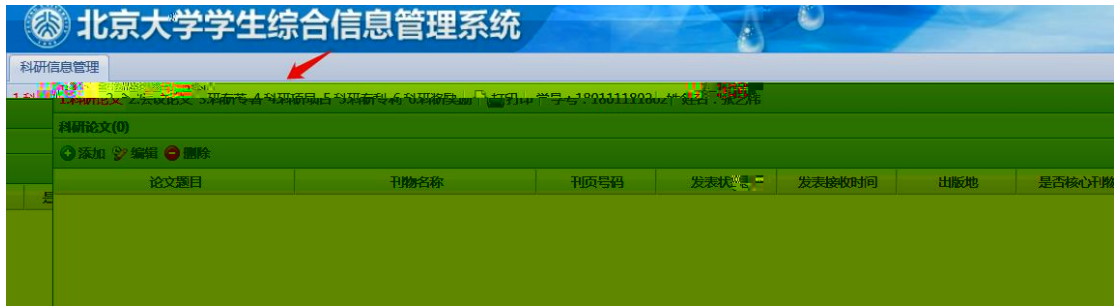 北京大学学生综合信息管理系统
科研信息管理
1.科研论文 2.会议论文 3.科研专著 4.科研项目 5.科研专利 6.科研奖励 打印 学号:1801111802 姓名:张艺伟
科研论文(0)
添加 编辑 删除
论文题目 刊物名称 刊页号码 发表状 发表接收时间 出版地 是否核心刊物
是